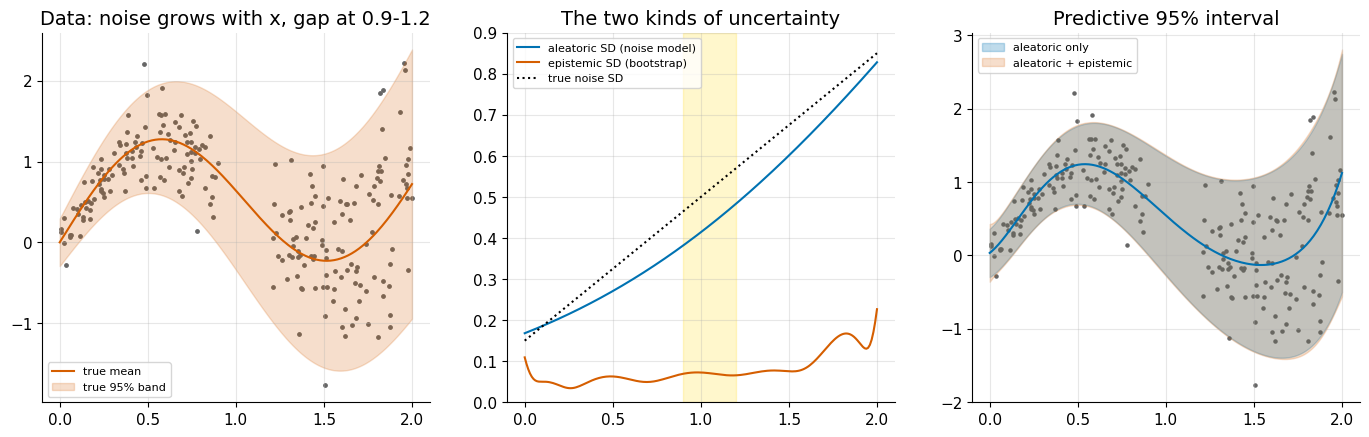 Data: noise grows with x, gap at 0.9-1.2
2
1
0
−1
true mean
true 95% band
0.0 0.5 1.0 1.5 2.0
The two kinds of uncertainty
0.9
0.8
0.7
0.6
0.5
0.4
0.3
0.2
0.1
0.0
aleatoric SD (noise model)
epistemic SD (bootstrap)
true noise SD
0.0 0.5 1.0 1.5 2.0
Predictive 95% interval
3
2
1
0
−1
−2
aleatoric only
aleatoric + epistemic
0.0 0.5 1.0 1.5 2.0